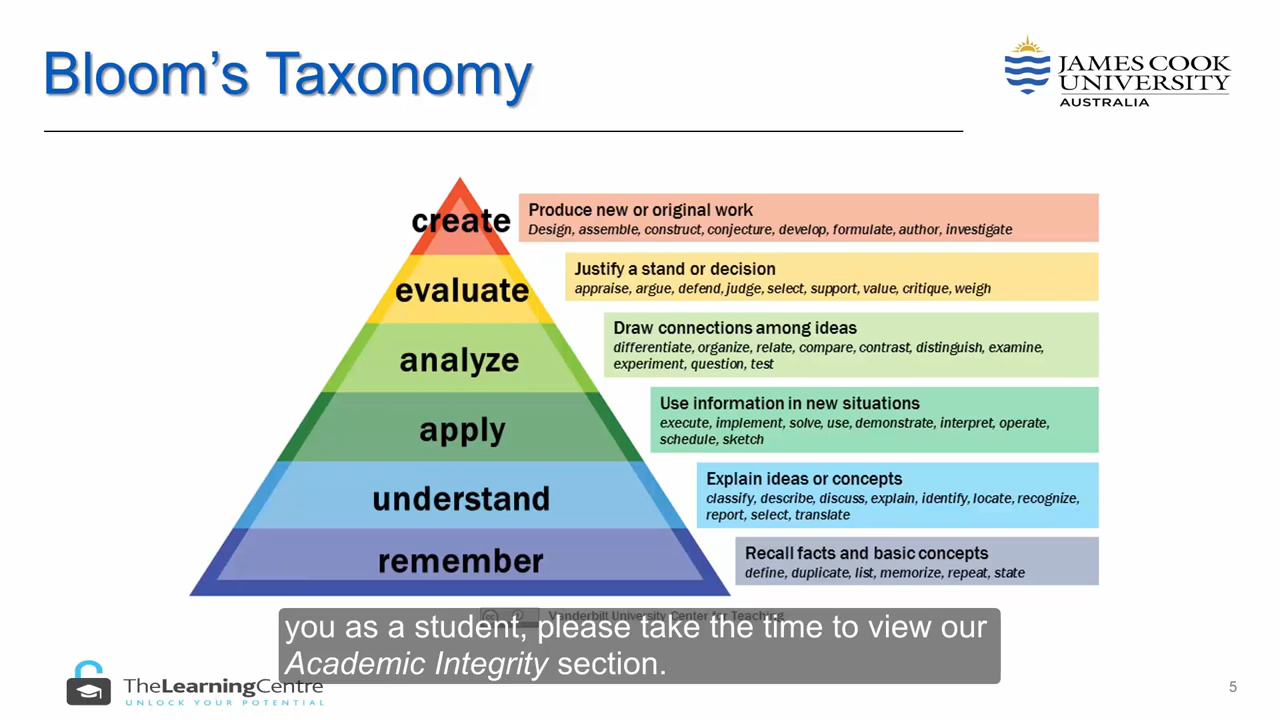 Bloom's Taxonomy
JAMES COOK
UNIVERSITY
AUSTRALIA
create
Produce new or original work
Design, assemble, construct, conjecture, develop, formulate, author, investigate
evaluate
Justify a stand or decision
appraise, argue, defend, judge, select, support, value, critique, weigh
analyze
Draw connections among ideas
differentiate, organize, relate, compare, contrast, distinguish, examine,
experiment, question, test
apply
Use information in new situations
execute, implement, solve, use, demonstrate, interpret, operate,
schedule, sketch
understand
Explain ideas or concepts
classify, describe, discuss, explain, identify, locate, recognize,
report, select, translate
remember
Recall facts and basic concepts
define, duplicate, list, memorize, repeat, state
Vanderbilt University Center for Teaching
you as a student, please take the time to view our
Academic Integrity section.
TheLearningCentre
UNLOCK YOUR POTENTIAL
5